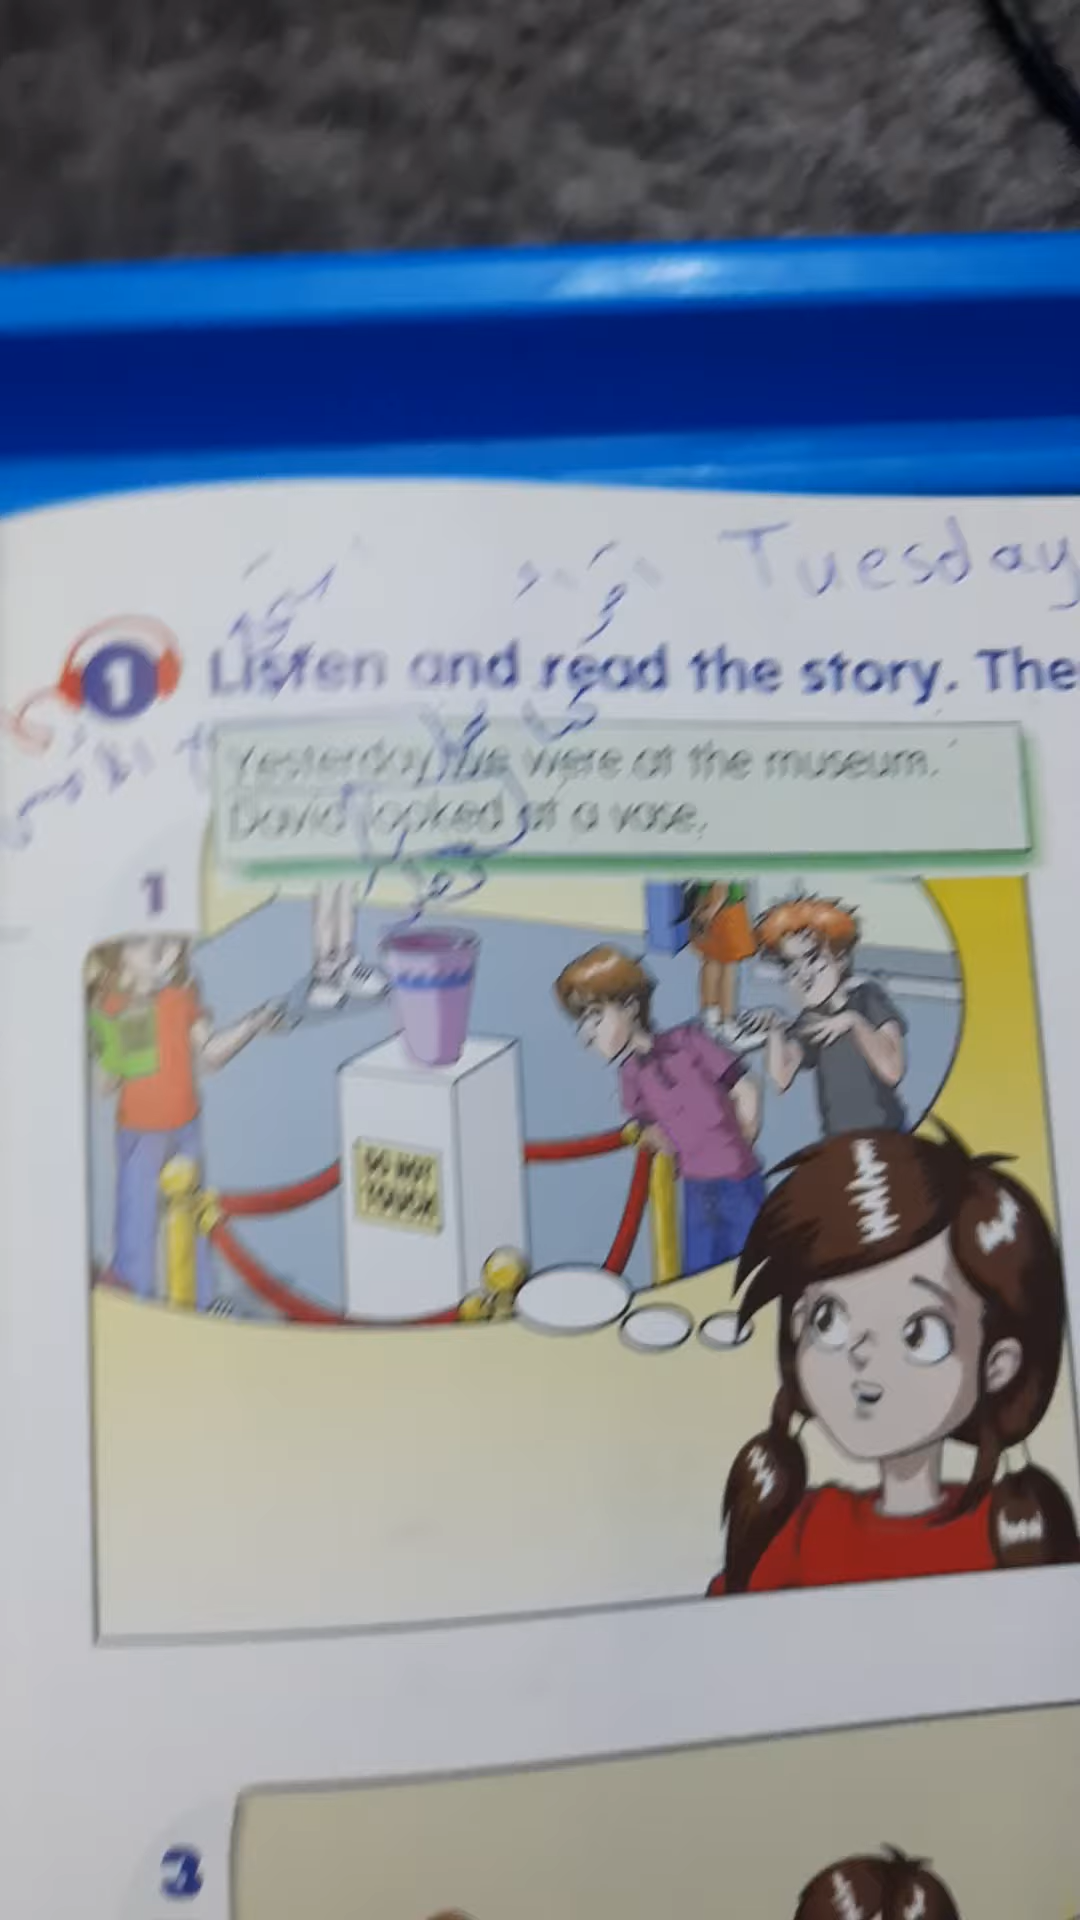 Tuesday
1 Listen and read the story. The
Yesterday we were at the museum.
David looked at a vase.
1
DO NOT
TOUCH
3